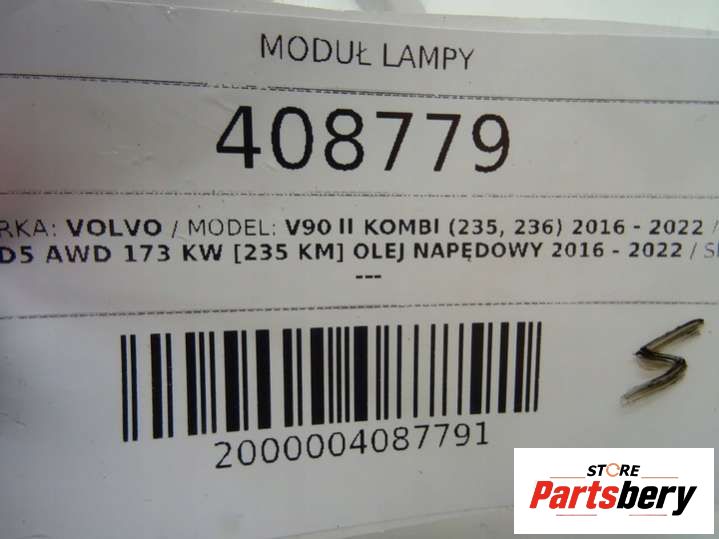 MODUŁ LAMPY
408779
RKA: VOLVO / MODEL: V90 II KOMBI (235, 236) 2016 - 2022 /
D5 AWD 173 KW [235 KM] OLEJ NAPĘDOWY 2016 - 2022 /
---
2000004087791
5
STORE
Partsbery